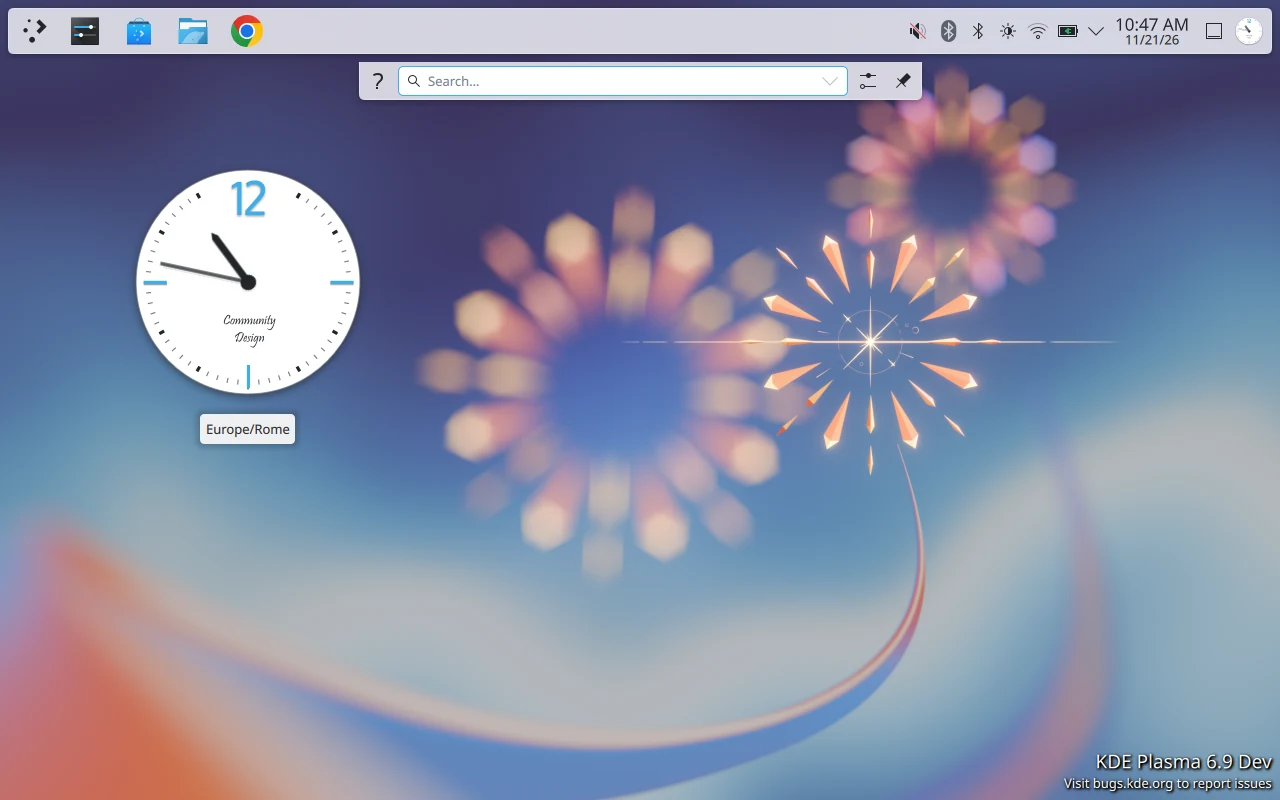 10:47 AM
11/21/26
?
Search...
12
Community
Design
Europe/Rome
KDE Plasma 6.9 Dev
Visit bugs.kde.org to report issues